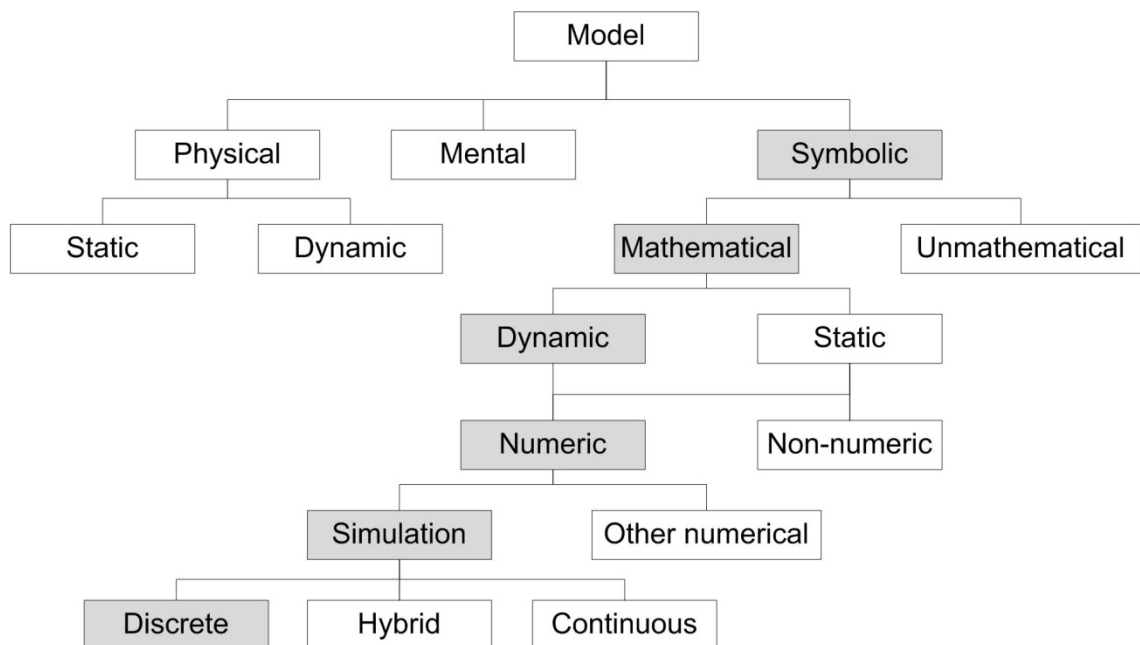 Model
Physical
Mental
Symbolic
Static
Dynamic
Mathematical
Unmathematical
Dynamic
Static
Numeric
Non-numeric
Simulation
Other numerical
Discrete
Hybrid
Continuous